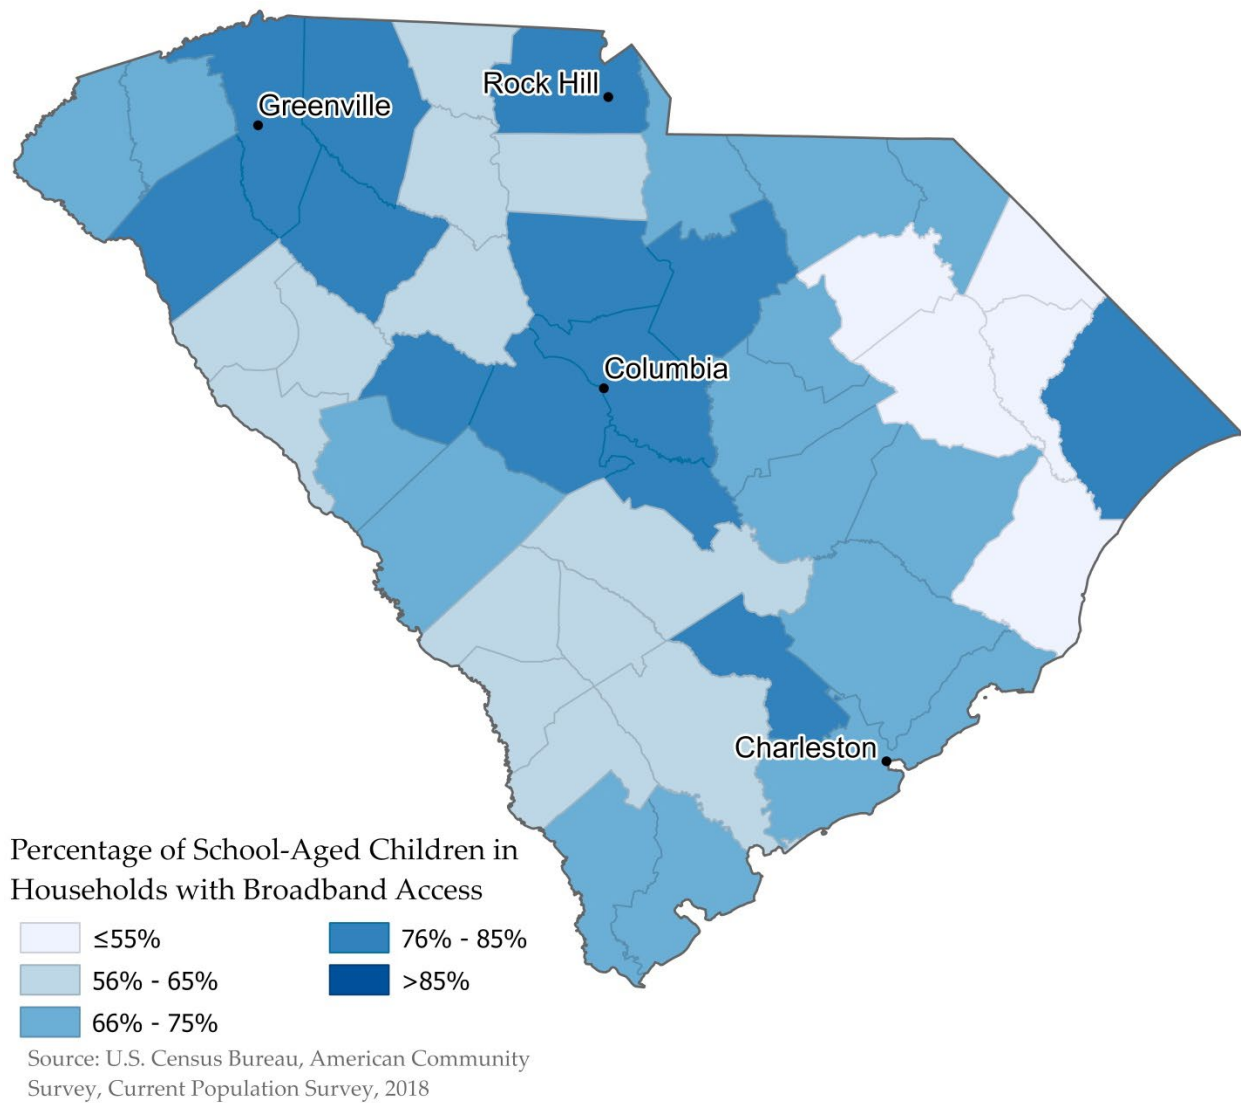 Rock Hill
Greenville
Columbia
Charleston
Percentage of School-Aged Children in
Households with Broadband Access
≤55%
56% - 65%
66% - 75%
76% - 85%
>85%
Source: U.S. Census Bureau, American Community
Survey, Current Population Survey, 2018